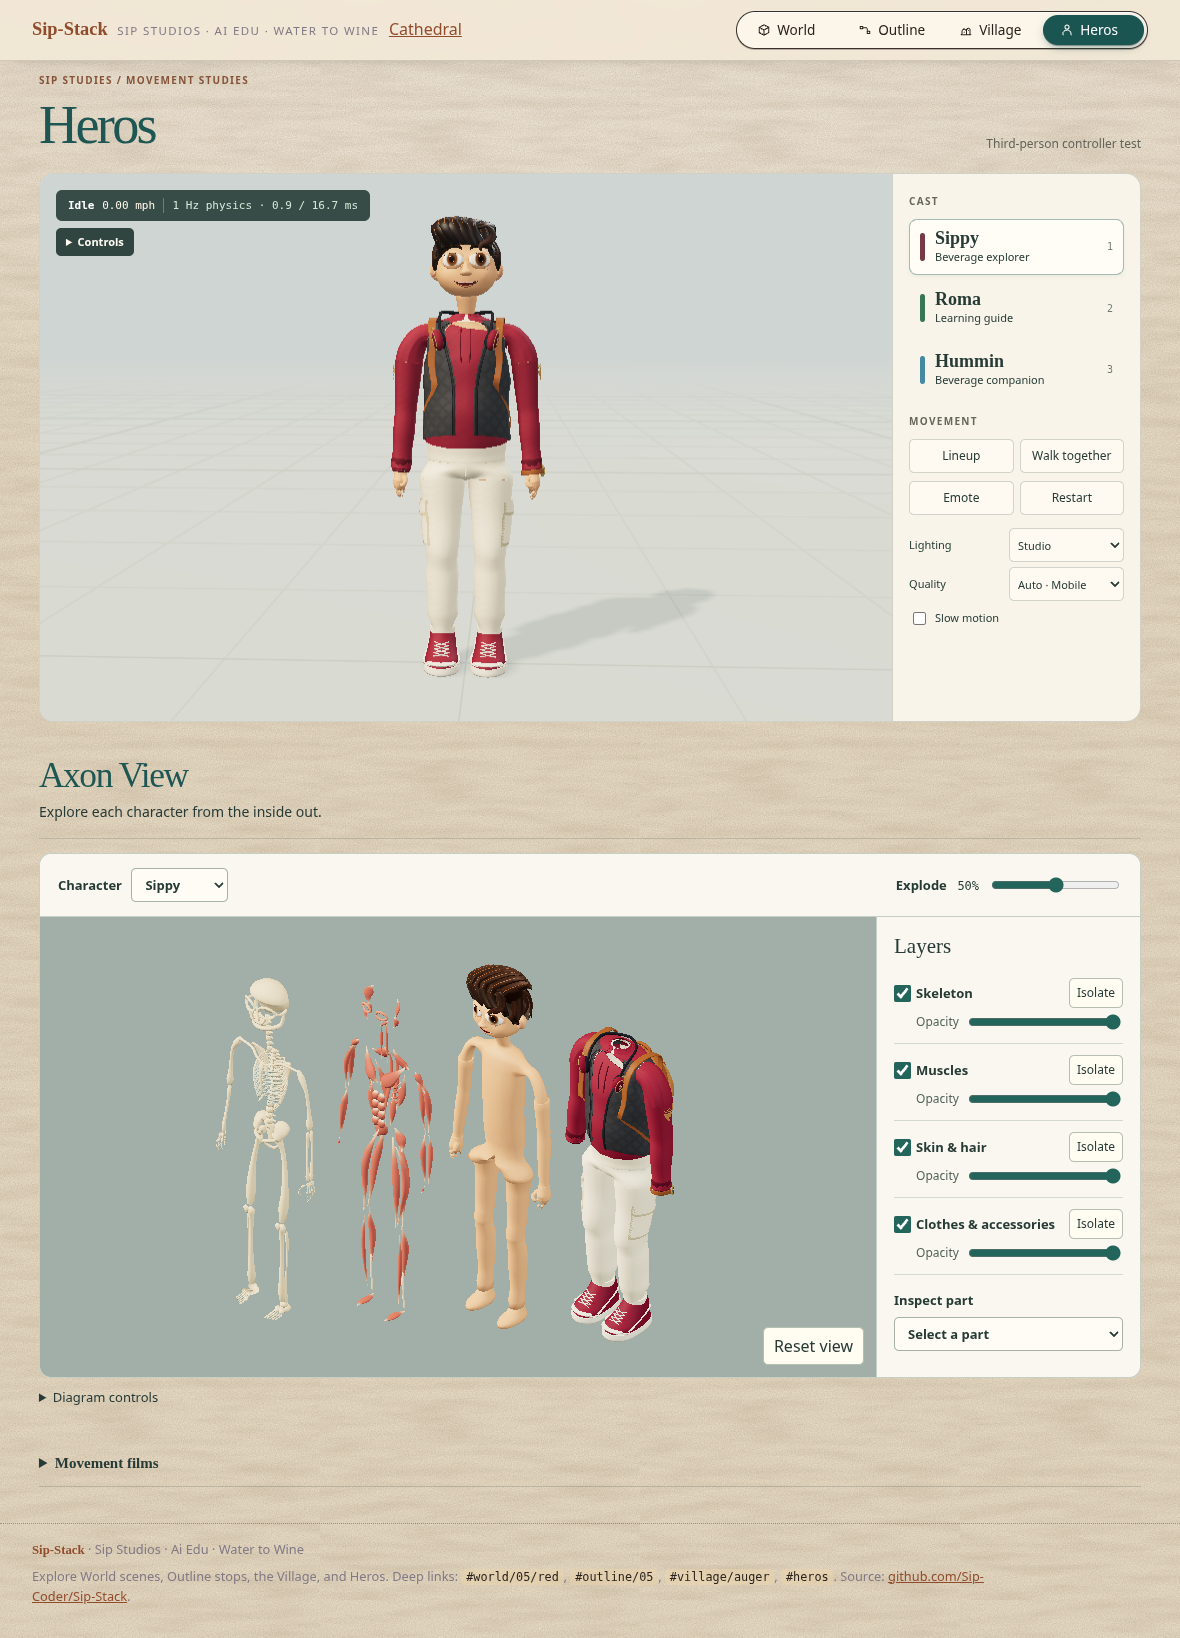 Sip-Stack SIP STUDIOS · AI EDU · WATER TO WINE Cathedral
World Outline Village Heros
SIP STUDIES / MOVEMENT STUDIES
Heros
Third-person controller test
Idle 0.00 mph 1 Hz physics · 0.9 / 16.7 ms
Controls
CAST
Sippy
Beverage explorer
1
Roma
Learning guide
2
Hummin
Beverage companion
3
MOVEMENT
Lineup Walk together
Emote Restart
Lighting Studio
Quality Auto · Mobile
Slow motion
Axon View
Explore each character from the inside out.
Character Sippy
Explode 50%
Layers
Skeleton Isolate
Opacity
Muscles Isolate
Opacity
Skin & hair Isolate
Opacity
Clothes & accessories Isolate
Opacity
Inspect part
Select a part
Reset view
Diagram controls
Movement films
Sip-Stack · Sip Studios · Ai Edu · Water to Wine
Explore World scenes, Outline stops, the Village, and Heros. Deep links: #world/05/red , #outline/05 , #village/auger , #heros . Source: github.com/Sip-
Coder/Sip-Stack.